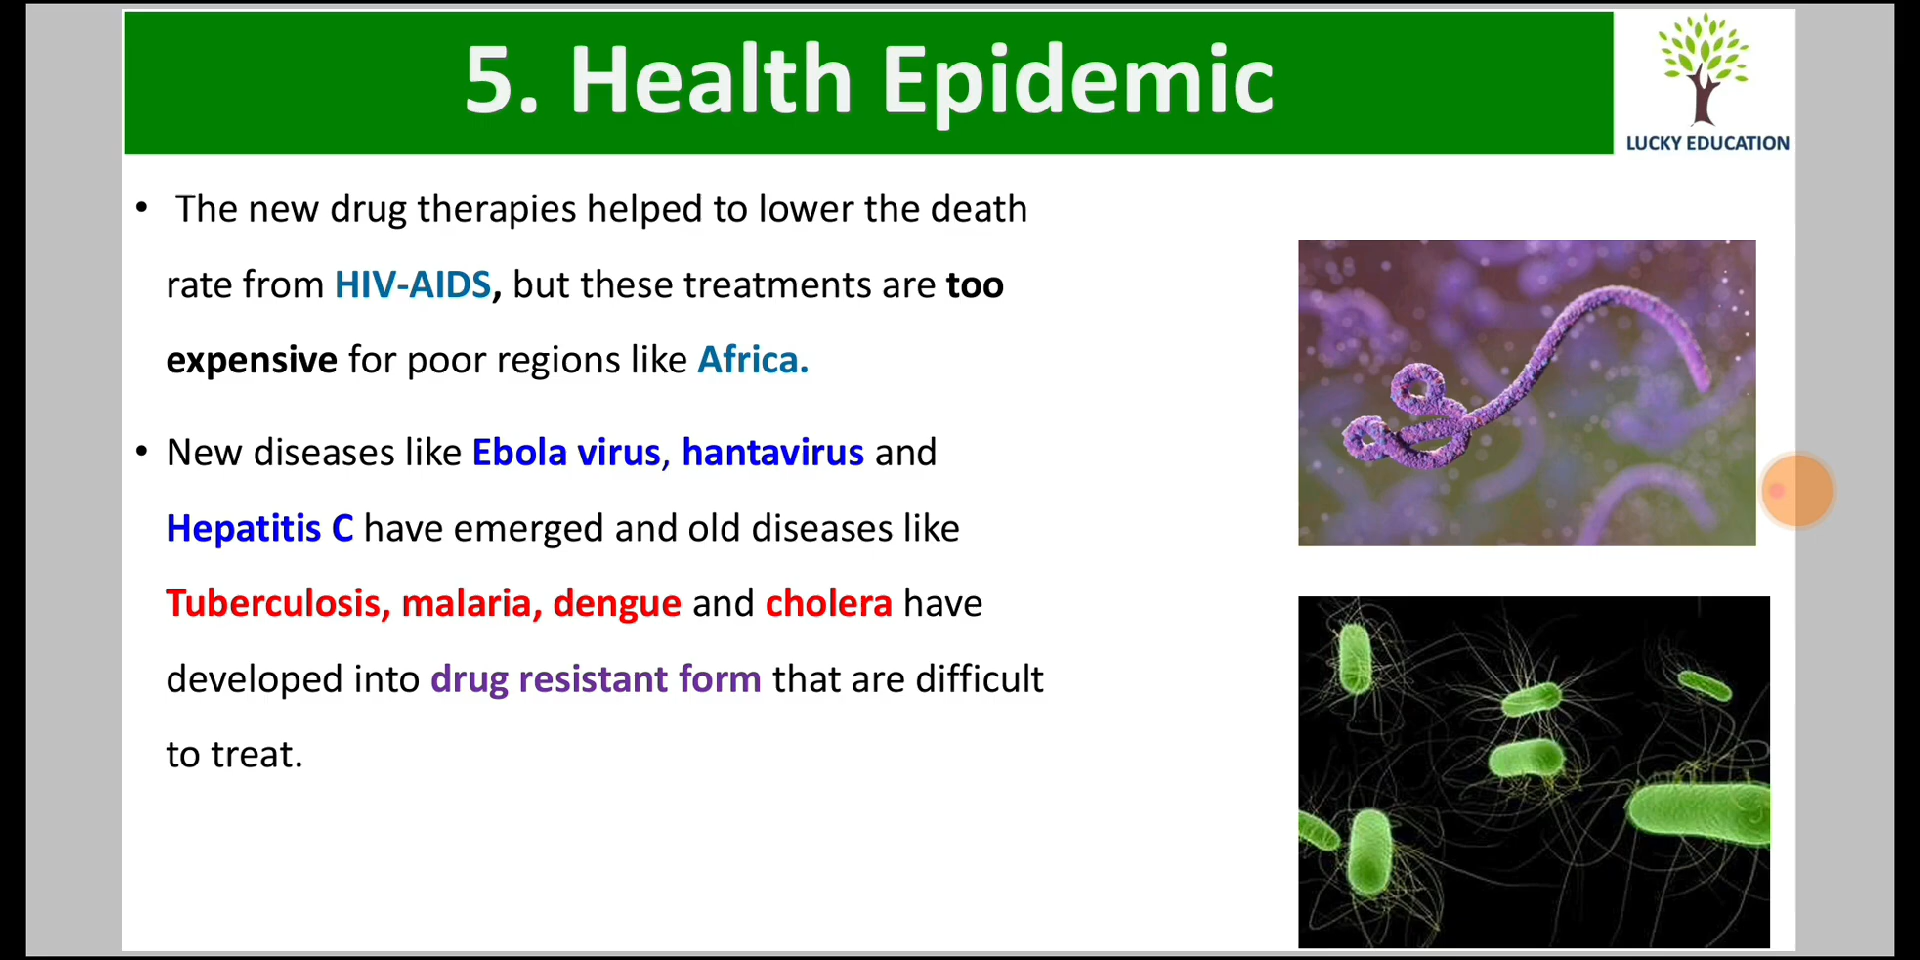 5. Health Epidemic
LUCKY EDUCATION
• The new drug therapies helped to lower the death
rate from HIV-AIDS, but these treatments are too
expensive for poor regions like Africa.
• New diseases like Ebola virus, hantavirus and
Hepatitis C have emerged and old diseases like
Tuberculosis, malaria, dengue and cholera have
developed into drug resistant form that are difficult
to treat.